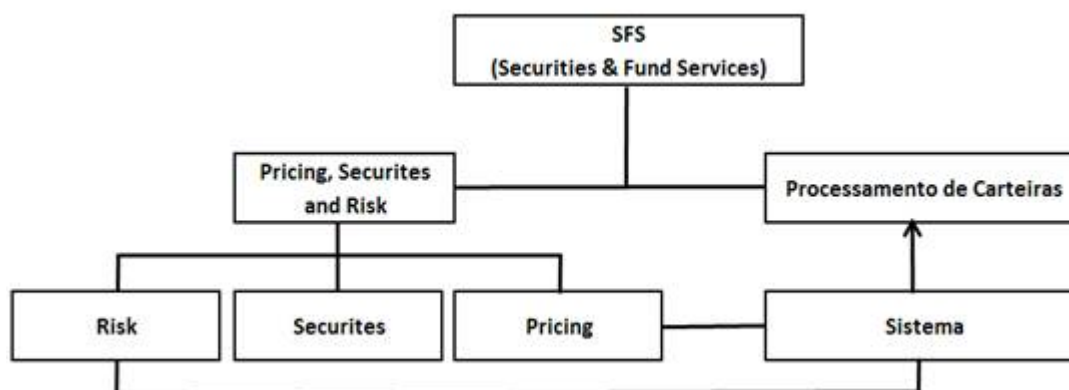 SFS
(Securities & Fund Services)
Pricing, Securites
and Risk
Processamento de Carteiras
Risk
Securites
Pricing
Sistema